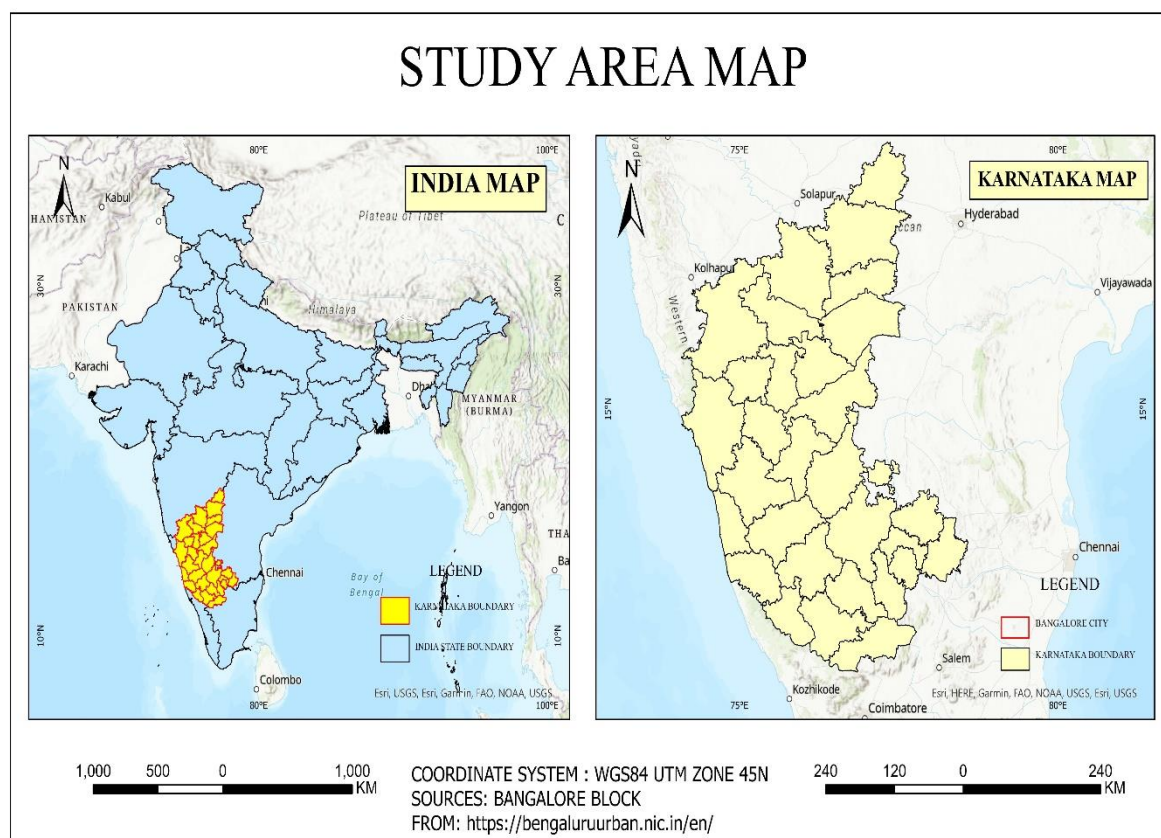 STUDY AREA MAP
80°E
100°E
N
INDIA MAP
Kabul
HANISTAN
Plateau of Tibet
C
30°N
30°N
PAKISTAN
Himalaya
Karachi
MYANMAR
(BURMA)
Yangon
THA
Chennai
Bay of
Bengal
LEGEND
KARNATAKA BOUNDARY
INDIA STATE BOUNDARY
10°N
10°N
Colombo
Esri, USGS, Esri, Garmin, FAO, NOAA, USGS
80°E
100°E
75°E
80°E
N
KARNATAKA MAP
Solapur
Hyderabad
Kolhapur
Vijayawada
Western
15°N
15°N
Chennai
LEGEND
BANGALORE CITY
KARNATAKA BOUNDARY
Salem
Kozhikode
Esri, HERE, Garmin, FAO, NOAA, USGS, Esri, USGS
Coimbatore
75°E
80°E
1,000 500 0 1,000
KM
COORDINATE SYSTEM : WGS84 UTM ZONE 45N
SOURCES: BANGALORE BLOCK
FROM: https://bengaluruurban.nic.in/en/
240 120 0 240
KM